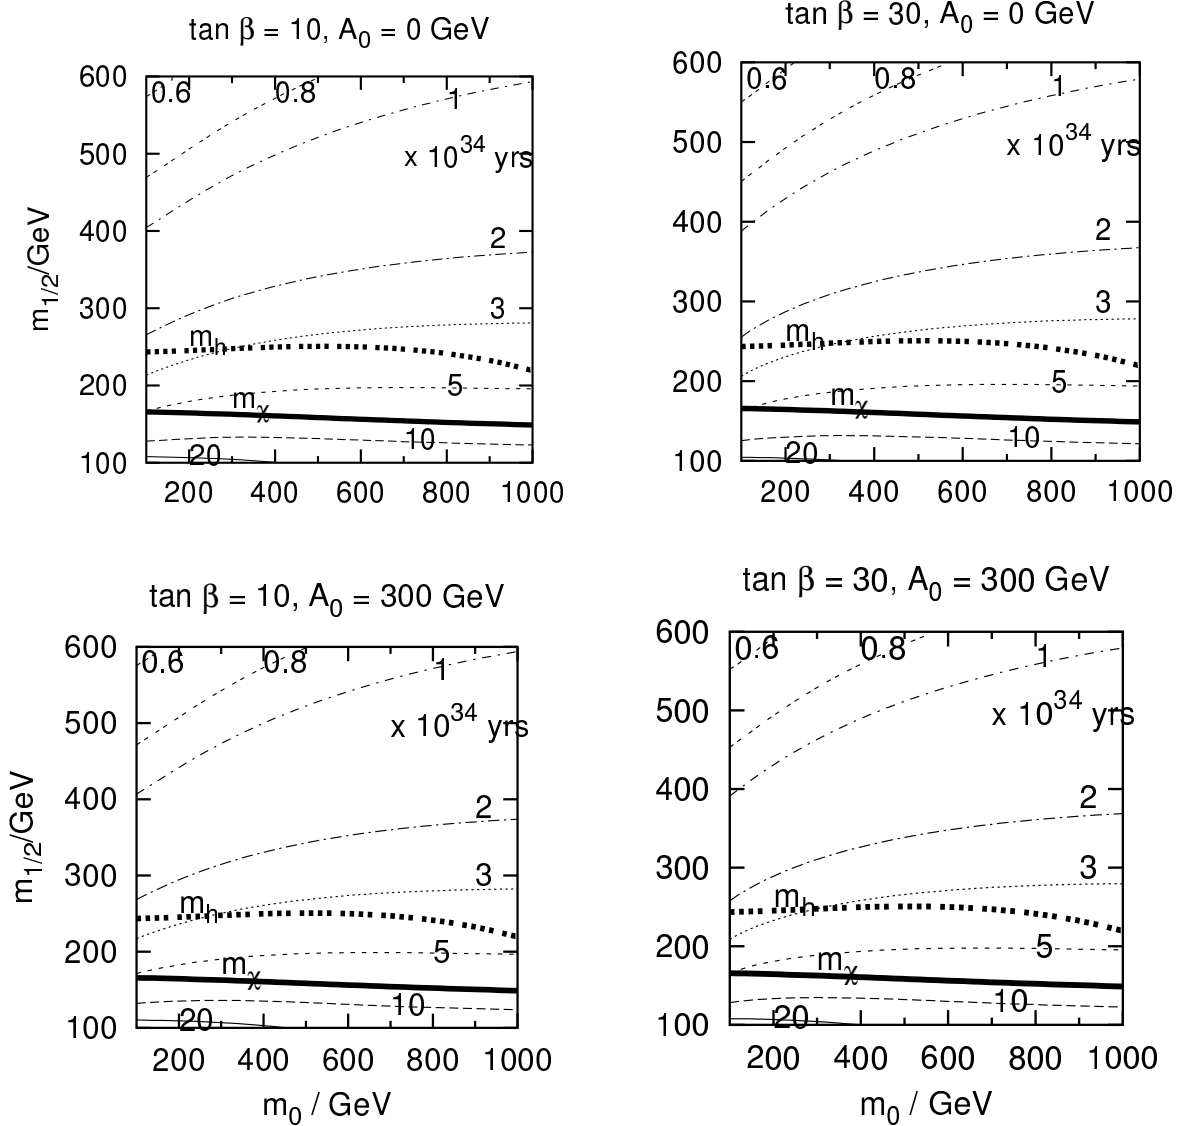 tan β = 10, A0 = 0 GeV
600
500
400
300
200
100
m1/2/GeV
0.6
0.8
1
x 10^34 yrs
2
3
mh
5
mχ
10
20
200 400 600 800 1000
tan β = 30, A0 = 0 GeV
600
500
400
300
200
100
0.6
0.8
1
x 10^34 yrs
2
3
mh
5
mχ
10
20
200 400 600 800 1000
tan β = 10, A0 = 300 GeV
600
500
400
300
200
100
m1/2/GeV
0.6
0.8
1
x 10^34 yrs
2
3
mh
5
mχ
10
20
200 400 600 800 1000
m0 / GeV
tan β = 30, A0 = 300 GeV
600
500
400
300
200
100
0.6
0.8
1
x 10^34 yrs
2
3
mh
5
mχ
10
20
200 400 600 800 1000
m0 / GeV